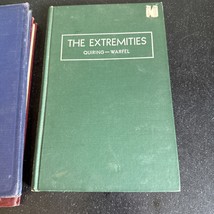 THE EXTREMITIES
QUIRING—WARFEL